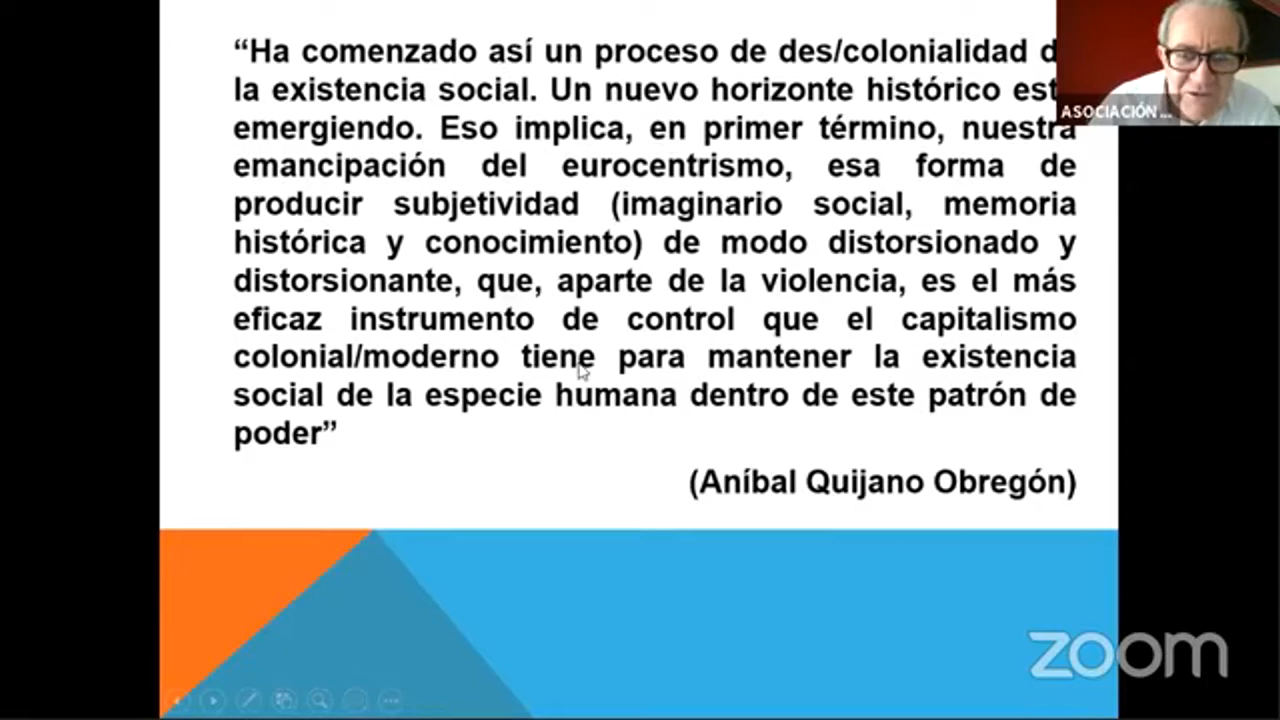 “Ha comenzado así un proceso de des/colonialidad
la existencia social. Un nuevo horizonte histórico
emergiendo. Eso implica, en primer término, nuestra
emancipación del eurocentrismo, esa forma de
producir subjetividad (imaginario social, memoria
histórica y conocimiento) de modo distorsionado y
distorsionante, que, aparte de la violencia, es el más
eficaz instrumento de control que el capitalismo
colonial/moderno tiene para mantener la existencia
social de la especie humana dentro de este patrón de
poder”
(Aníbal Quijano Obregón)
ASOCIACIÓN ...
zoom